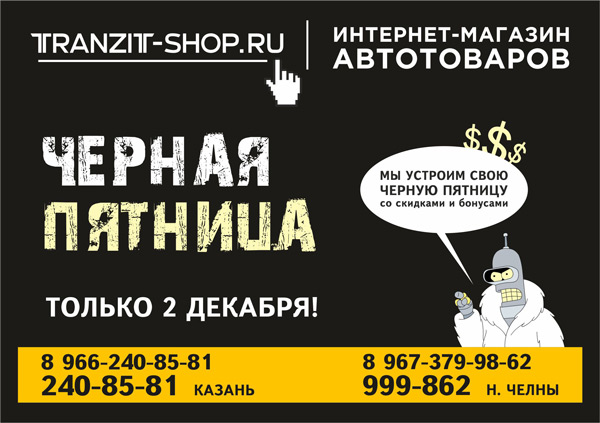 TRANZIT-SHOP.RU
ИНТЕРНЕТ-МАГАЗИН
АВТОТОВАРОВ
ЧЕРНАЯ
ПЯТНИЦА
$$$
МЫ УСТРОИМ СВОЮ
ЧЕРНУЮ ПЯТНИЦУ
со скидками и бонусами
ТОЛЬКО 2 ДЕКАБРЯ!
8 966-240-85-81
240-85-81 КАЗАНЬ
8 967-379-98-62
999-862 Н. ЧЕЛНЫ